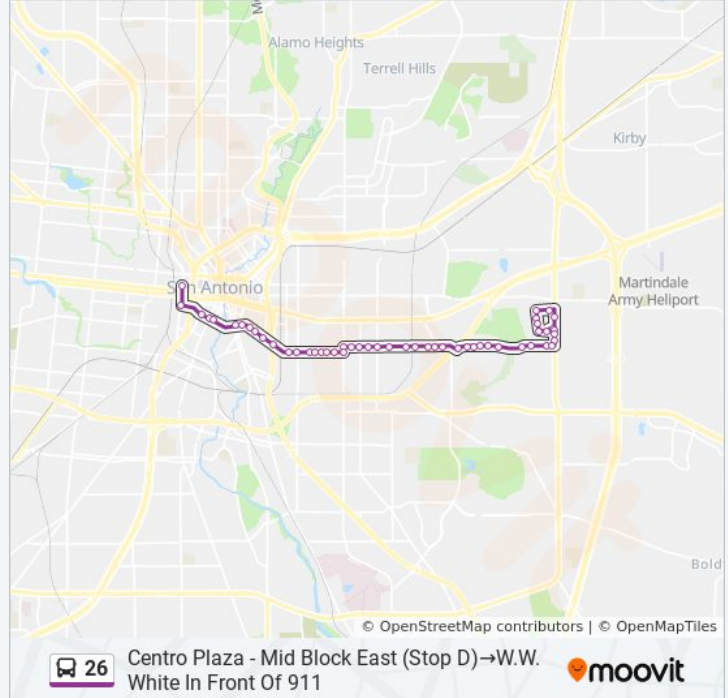 M
Alamo Heights
Terrell Hills
Kirby
San Antonio
Martindale
Army Heliport
Bold
© OpenStreetMap contributors | © OpenMapTiles
26
Centro Plaza - Mid Block East (Stop D)→W.W.
White In Front Of 911
moovit